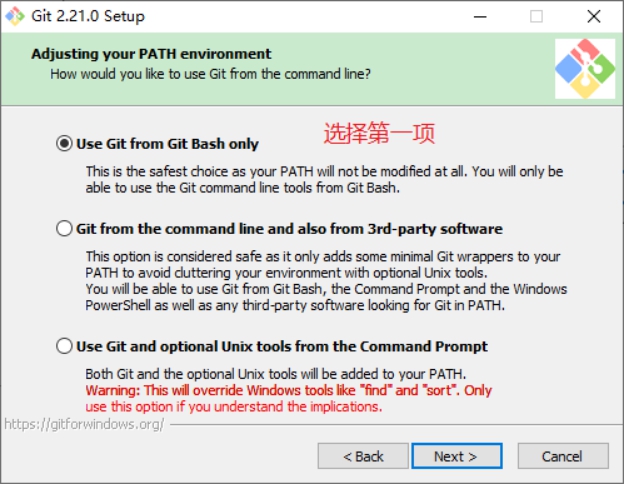 Git 2.21.0 Setup
Adjusting your PATH environment
How would you like to use Git from the command line?
选择第一项
Use Git from Git Bash only
This is the safest choice as your PATH will not be modified at all. You will only be
able to use the Git command line tools from Git Bash.
Git from the command line and also from 3rd-party software
This option is considered safe as it only adds some minimal Git wrappers to your
PATH to avoid cluttering your environment with optional Unix tools.
You will be able to use Git from Git Bash, the Command Prompt and the Windows
PowerShell as well as any third-party software looking for Git in PATH.
Use Git and optional Unix tools from the Command Prompt
Both Git and the optional Unix tools will be added to your PATH.
Warning: This will override Windows tools like "find" and "sort". Only
use this option if you understand the implications.
https://gitforwindows.org/
< Back
Next >
Cancel